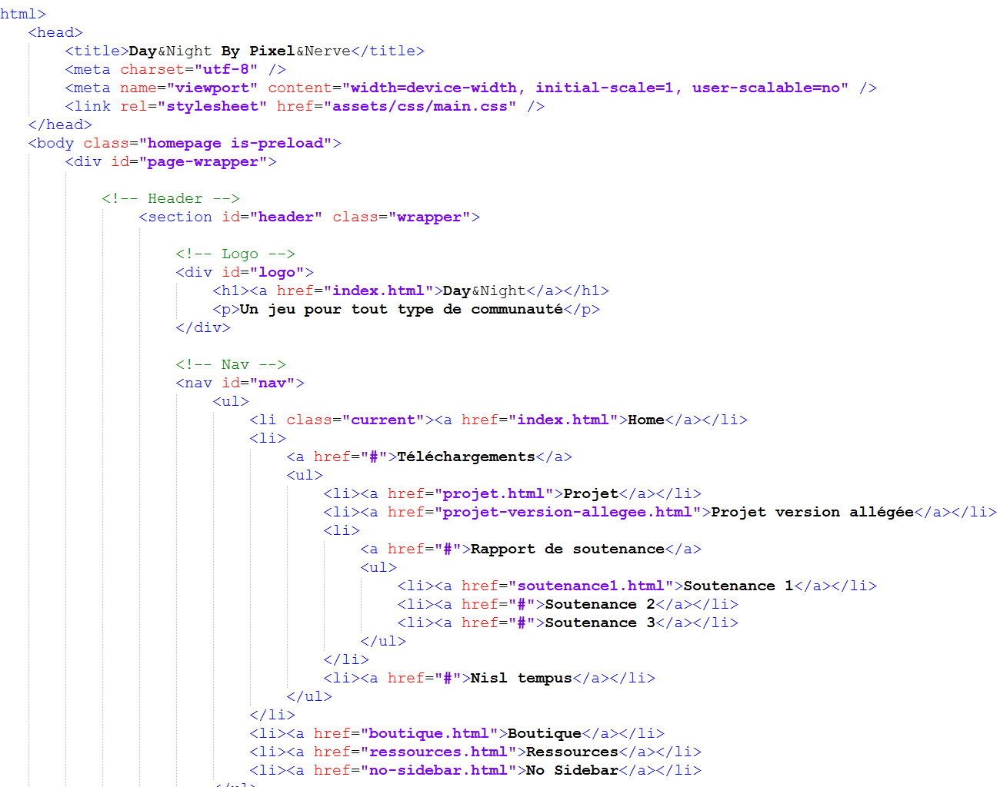 html>
<head>
<title>Day&Night By Pixel&Nerve</title>
<meta charset="utf-8" />
<meta name="viewport" content="width=device-width, initial-scale=1, user-scalable=no" />
<link rel="stylesheet" href="assets/css/main.css" />
</head>
<body class="homepage is-preload">
<div id="page-wrapper">
<!-- Header -->
<section id="header" class="wrapper">
<!-- Logo -->
<div id="logo">
<h1><a href="index.html">Day&Night</a></h1>
<p>Un jeu pour tout type de communauté</p>
</div>
<!-- Nav -->
<nav id="nav">
<ul>
<li class="current"><a href="index.html">Home</a></li>
<li>
<a href="#">Téléchargements</a>
<ul>
<li><a href="projet.html">Projet</a></li>
<li><a href="projet-version-allegee.html">Projet version allégée</a></li>
<li>
<a href="#">Rapport de soutenance</a>
<ul>
<li><a href="soutenance1.html">Soutenance 1</a></li>
<li><a href="#">Soutenance 2</a></li>
<li><a href="#">Soutenance 3</a></li>
</ul>
</li>
<li><a href="#">Nisl tempus</a></li>
</ul>
</li>
<li><a href="boutique.html">Boutique</a></li>
<li><a href="ressources.html">Ressources</a></li>
<li><a href="no-sidebar.html">No Sidebar</a></li>